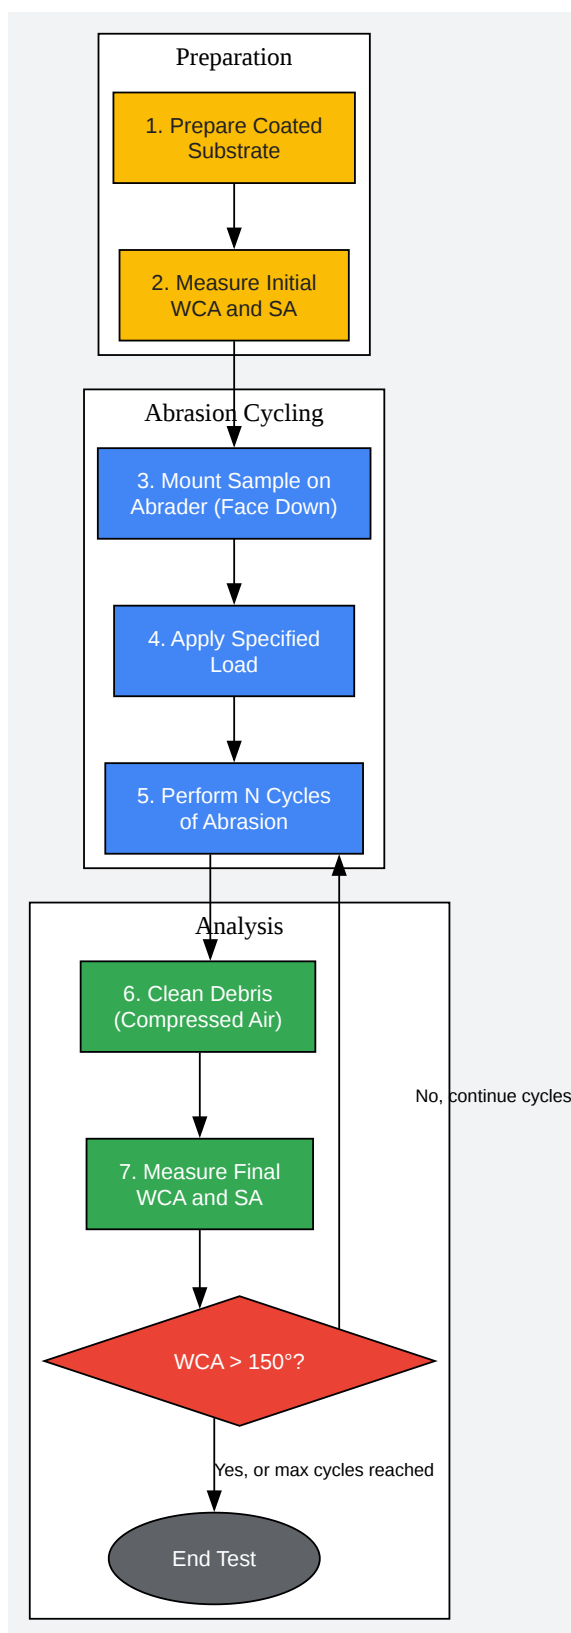 Preparation
1. Prepare Coated
Substrate
2. Measure Initial
WCA and SA
Abrasion Cycling
3. Mount Sample on
Abrader (Face Down)
4. Apply Specified
Load
5. Perform N Cycles
of Abrasion
Analysis
6. Clean Debris
(Compressed Air)
No, continue cycles
7. Measure Final
WCA and SA
WCA > 150°?
Yes, or max cycles reached
End Test